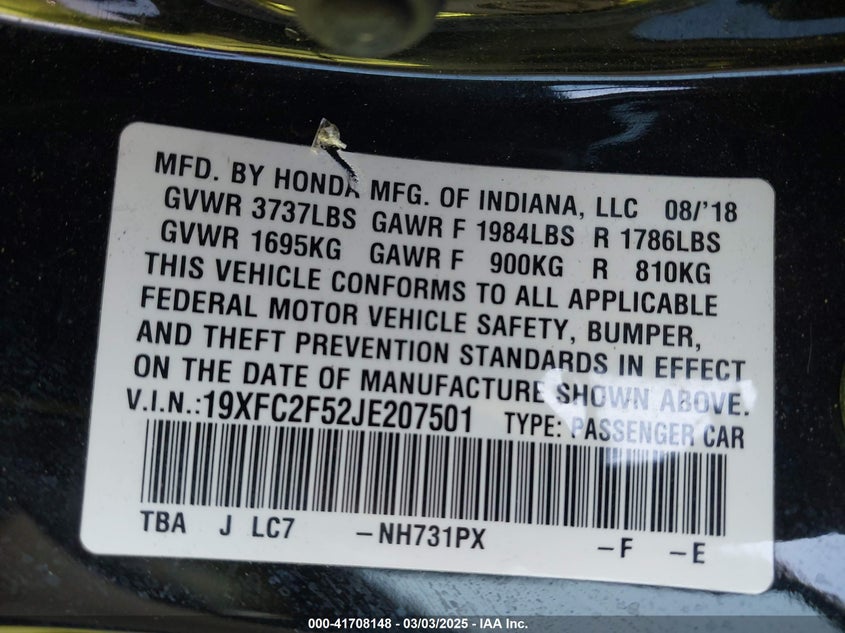 MFD. BY HONDA MFG. OF INDIANA, LLC 08/'18
GVWR 3737LBS GAWR F 1984LBS R 1786LBS
GVWR 1695KG GAWR F 900KG R 810KG
THIS VEHICLE CONFORMS TO ALL APPLICABLE
FEDERAL MOTOR VEHICLE SAFETY, BUMPER,
AND THEFT PREVENTION STANDARDS IN EFFECT
ON THE DATE OF MANUFACTURE SHOWN ABOVE.
V.I.N.:19XFC2F52JE207501 TYPE: PASSENGER CAR
TBA J LC7 -NH731PX -F -E
000-41708148 - 03/03/2025 - IAA Inc.